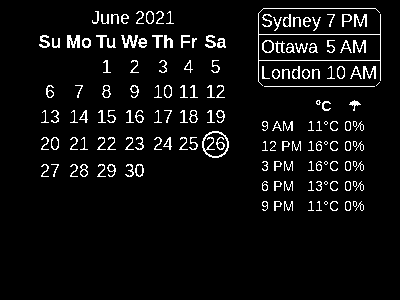 June 2021
Su Mo Tu We Th Fr Sa
1 2 3 4 5
6 7 8 9 10 11 12
13 14 15 16 17 18 19
20 21 22 23 24 25 26
27 28 29 30
Sydney 7 PM
Ottawa 5 AM
London 10 AM
°C ☂
9 AM 11°C 0%
12 PM 16°C 0%
3 PM 16°C 0%
6 PM 13°C 0%
9 PM 11°C 0%